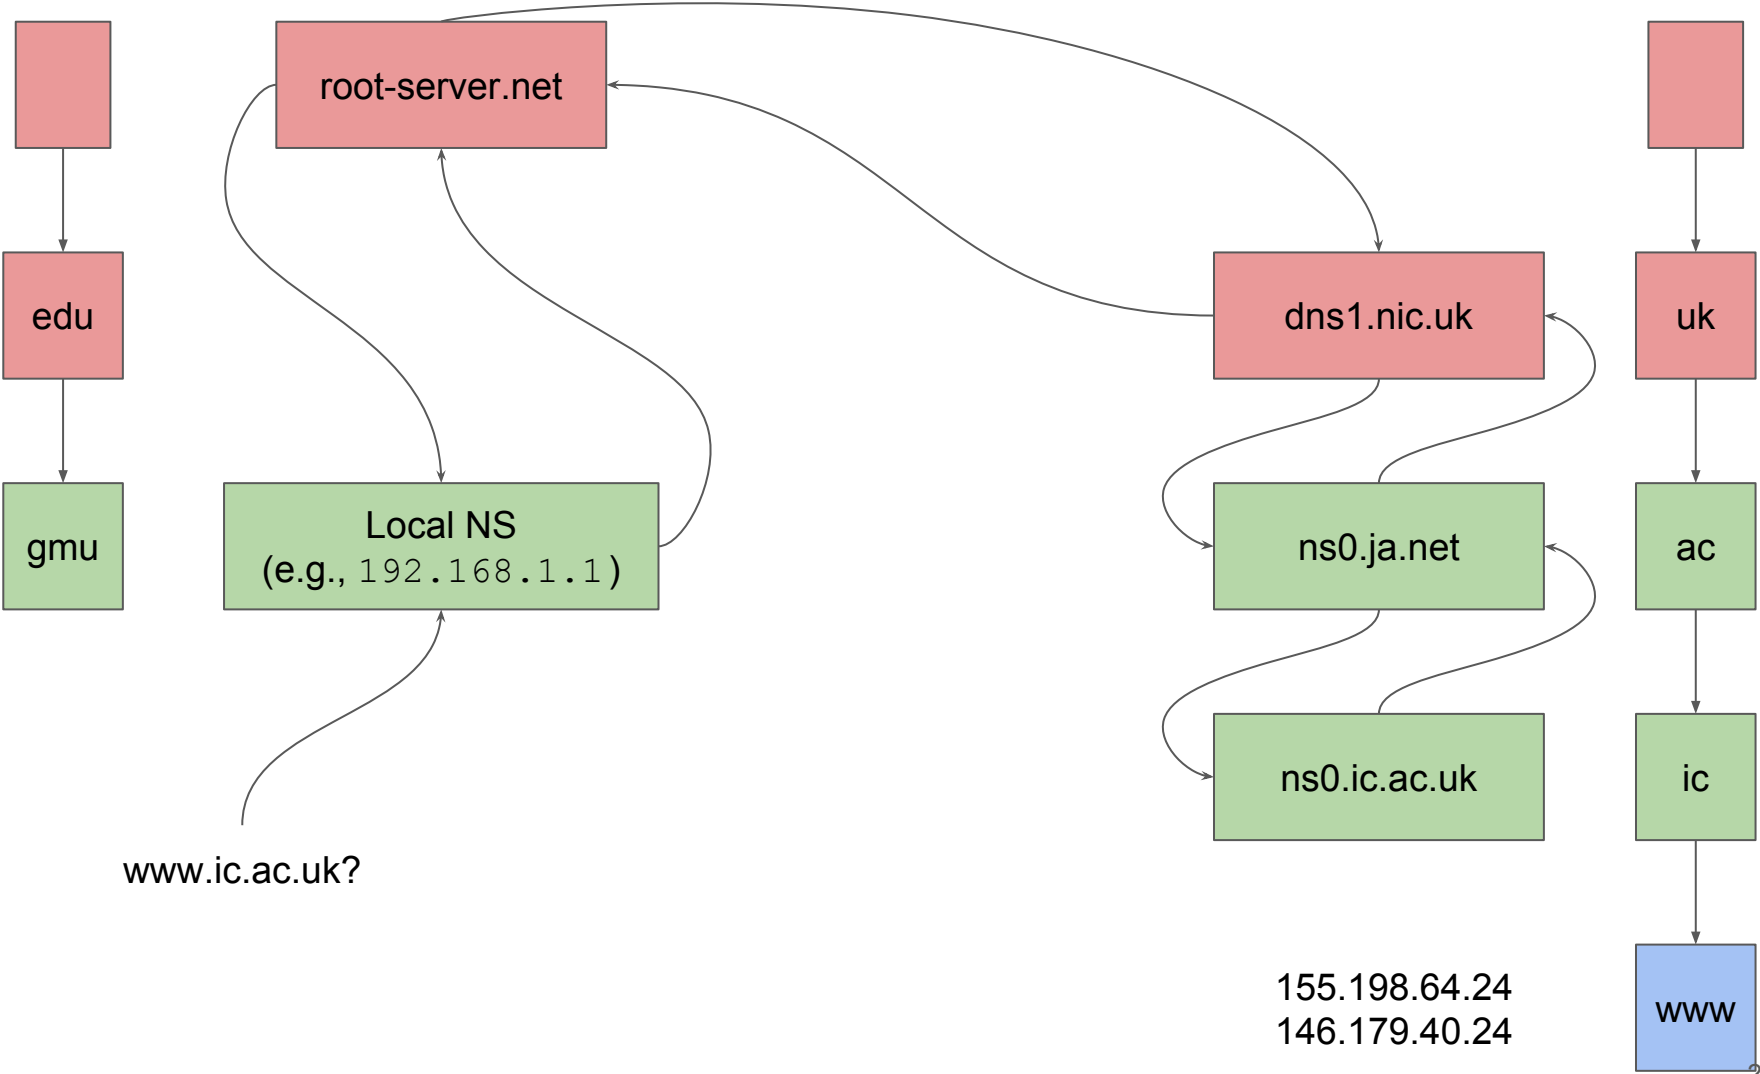 root-server.net
edu
dns1.nic.uk
uk
gmu
Local NS
(e.g., 192.168.1.1)
ns0.ja.net
ac
ns0.ic.ac.uk
ic
www.ic.ac.uk?
155.198.64.24
146.179.40.24
www